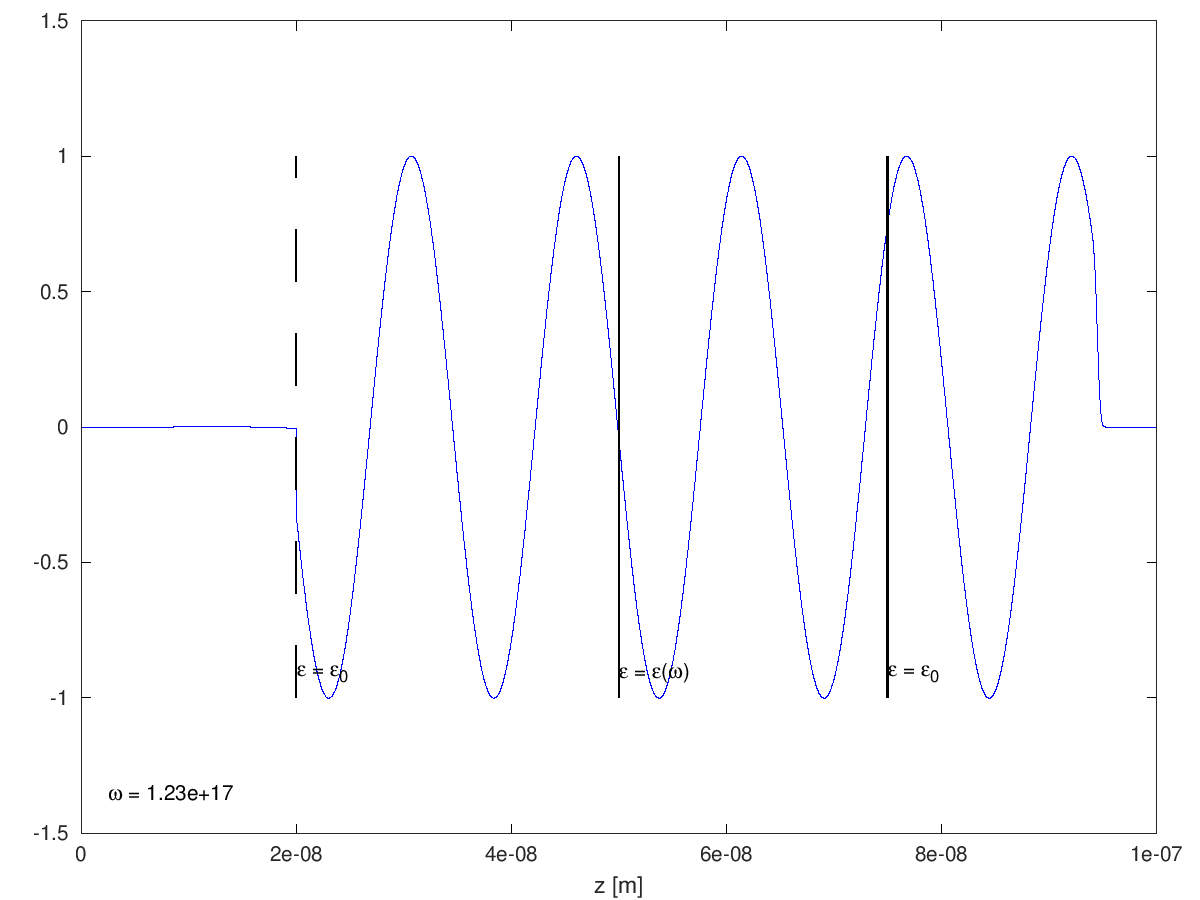 1.5
1
0.5
0
-0.5
-1
-1.5
ε = ε₀
ε = ε(ω)
ε = ε₀
ω = 1.23e+17
0
2e-08
4e-08
6e-08
8e-08
1e-07
z [m]